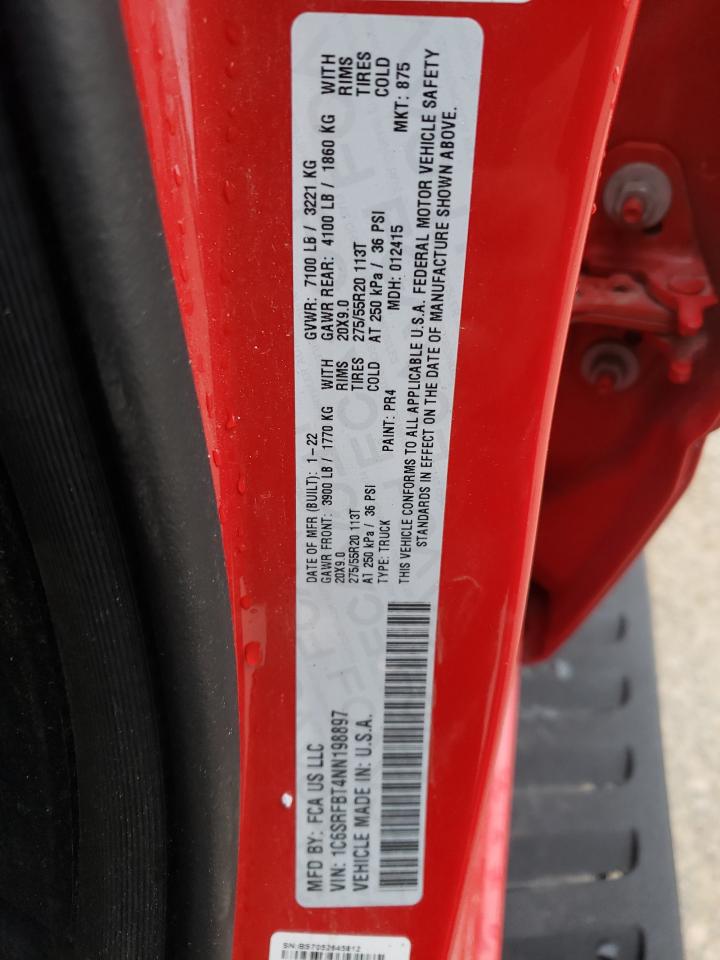 MFD BY: FCA US LLC
VIN: 1C6SRFBT4NN198897
VEHICLE MADE IN: U.S.A.
DATE OF MFR (BUILT): 1-22 GVWR: 7100 LB / 3221 KG
GAWR FRONT: 3900 LB / 1770 KG WITH GAWR REAR: 4100 LB / 1860 KG WITH
20X9.0 RIMS 20X9.0 RIMS
275/55R20 113T TIRES 275/55R20 113T TIRES
AT 250 kPa / 36 PSI COLD AT 250 kPa / 36 PSI COLD
TYPE: TRUCK PAINT: PR4 MDH: 012415 MKT: 875
THIS VEHICLE CONFORMS TO ALL APPLICABLE U.S.A. FEDERAL MOTOR VEHICLE SAFETY
STANDARDS IN EFFECT ON THE DATE OF MANUFACTURE SHOWN ABOVE.
SN:BS7052645812